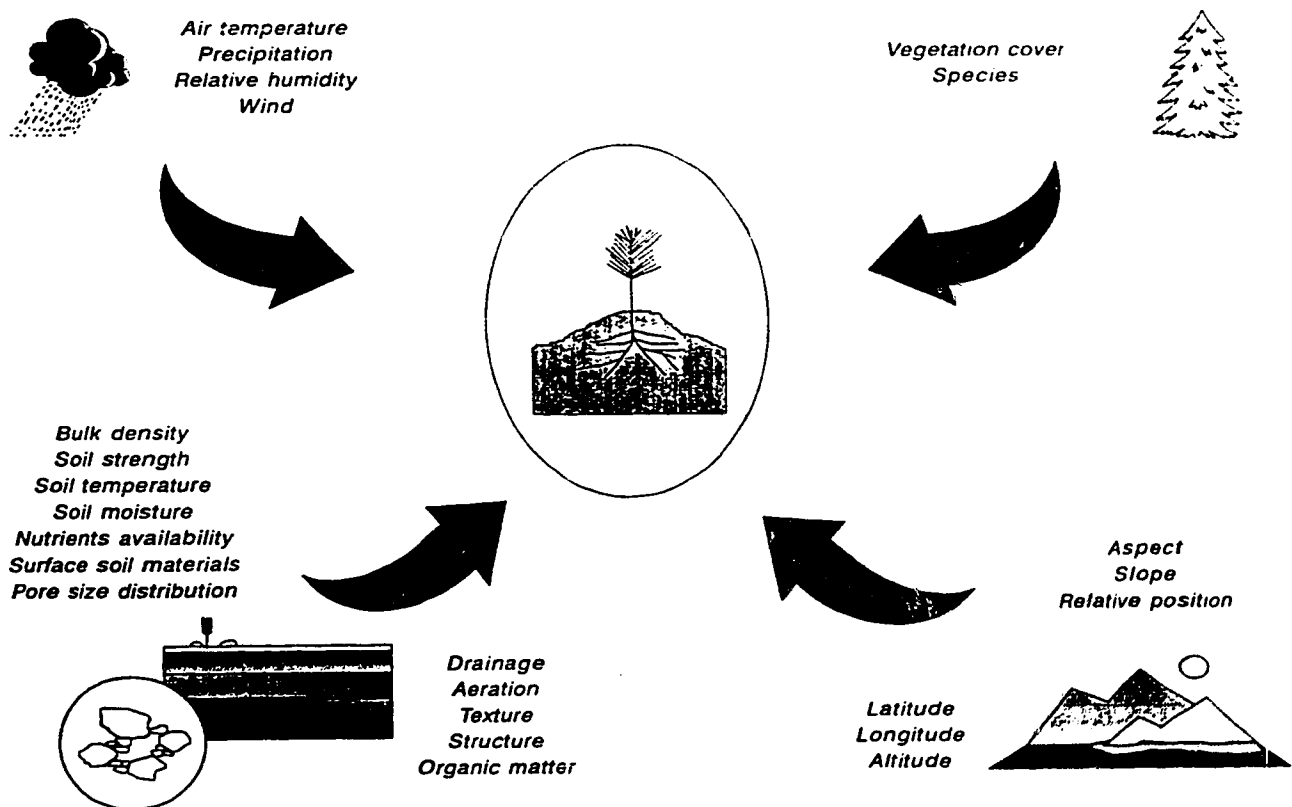 Air temperature
Precipitation
Relative humidity
Wind
Vegetation cover
Species
Bulk density
Soil strength
Soil temperature
Soil moisture
Nutrients availability
Surface soil materials
Pore size distribution
Drainage
Aeration
Texture
Structure
Organic matter
Aspect
Slope
Relative position
Latitude
Longitude
Altitude